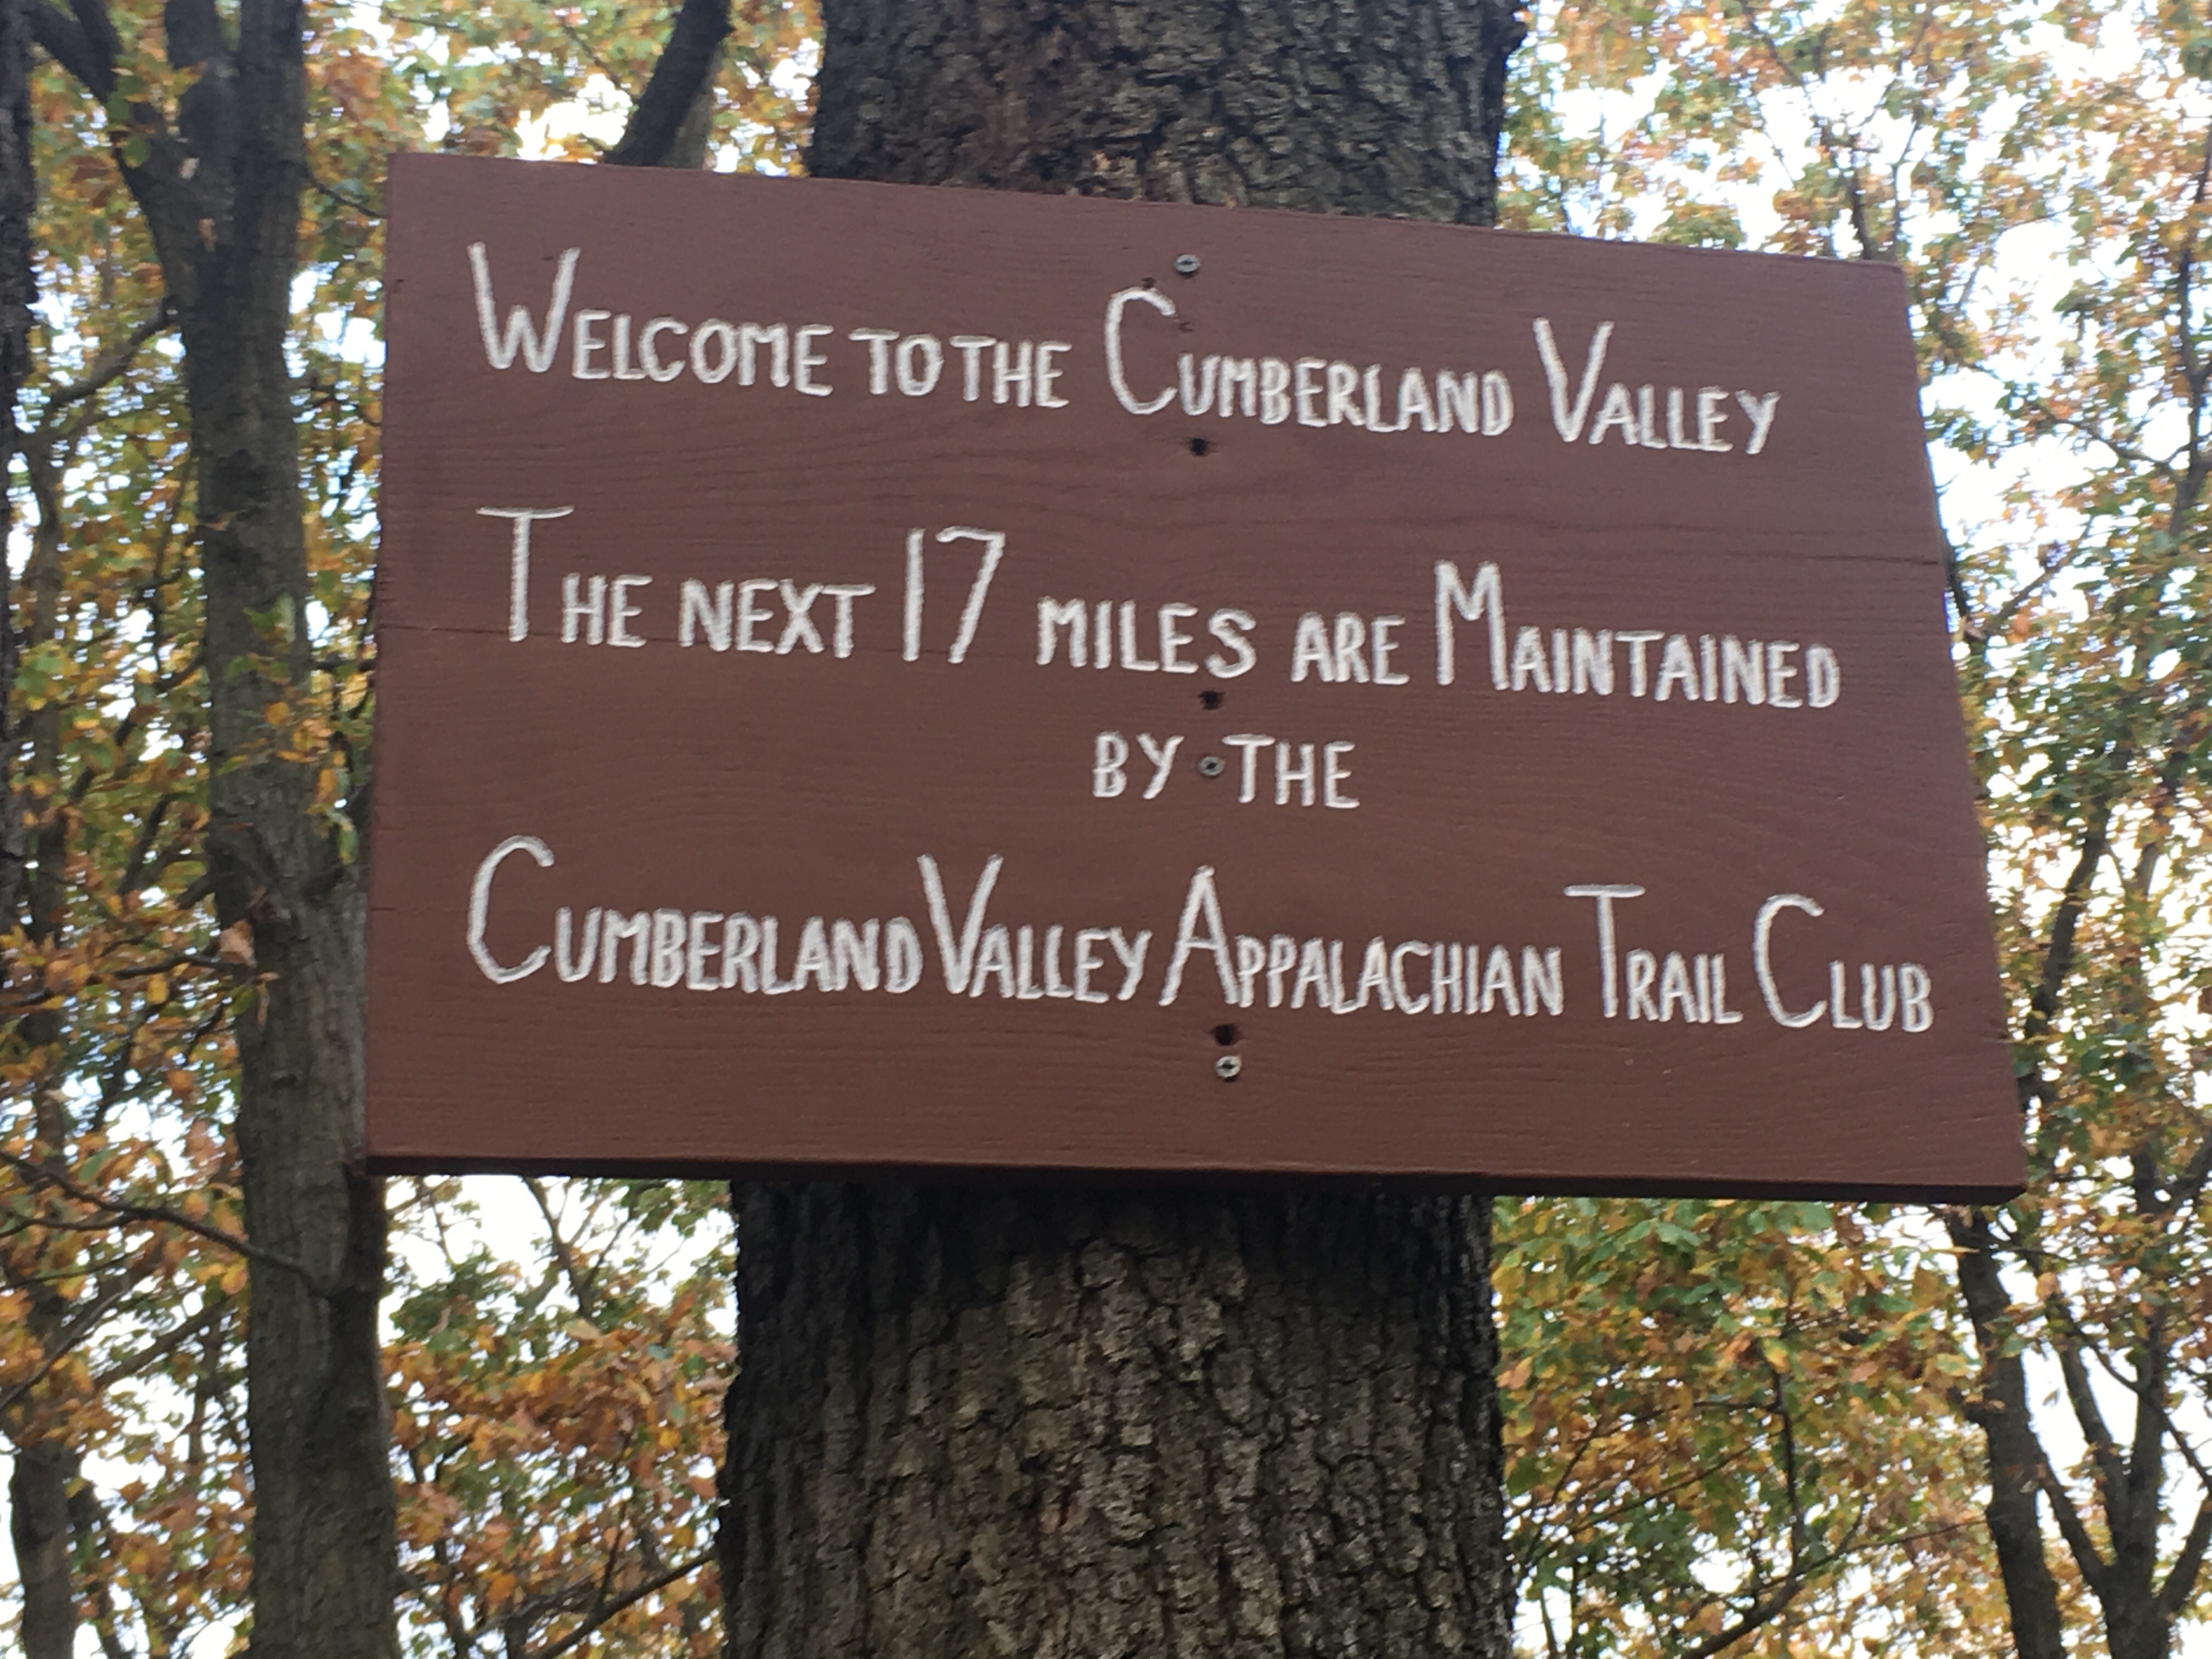 WELCOME TO THE CUMBERLAND VALLEY
THE NEXT 17 MILES ARE MAINTAINED
BY THE
CUMBERLAND VALLEY APPALACHIAN TRAIL CLUB